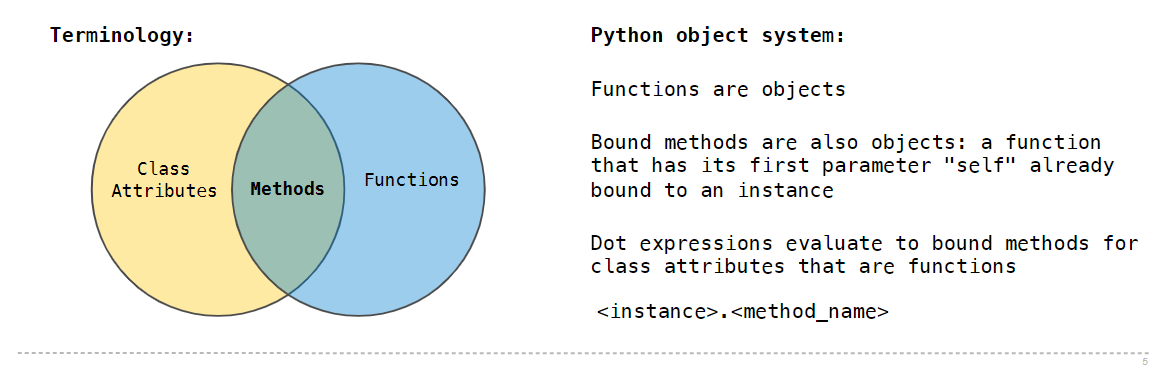 Terminology:
Class
Attributes
Methods
Functions
Python object system:
Functions are objects
Bound methods are also objects: a function
that has its first parameter "self" already
bound to an instance
Dot expressions evaluate to bound methods for
class attributes that are functions
<instance>.<method_name>
5